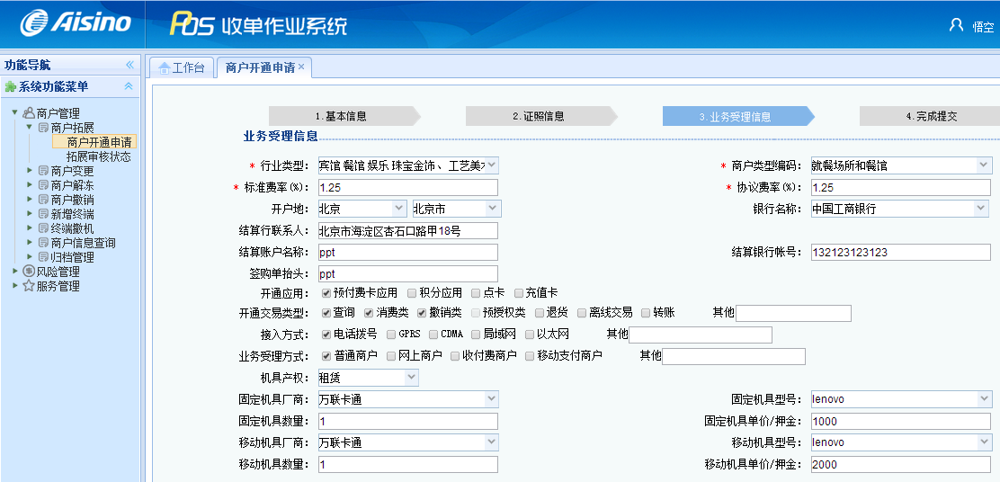 Aisino POS 收单作业系统 悟空
功能导航 «
系统功能菜单
商户管理
商户拓展
商户开通申请
拓展审核状态
商户变更
商户解冻
商户撤销
新增终端
终端撤机
商户信息查询
归档管理
风险管理
服务管理
工作台 商户开通申请 ×
1.基本信息 2.证照信息 3.业务受理信息 4.完成提交
业务受理信息
* 行业类型: 宾馆 餐馆 娱乐 珠宝金饰、工艺美 * 商户类型编码: 就餐场所和餐馆
* 标准费率(%): 1.25 * 协议费率(%): 1.25
开户地: 北京 北京市 银行名称: 中国工商银行
结算行联系人: 北京市海淀区杏石口路甲18号
结算账户名称: ppt 结算银行帐号: 132123123123
签购单抬头: ppt
开通应用: 预付费卡应用 积分应用 点卡 充值卡
开通交易类型: 查询 消费类 撤销类 预授权类 退货 离线交易 转账 其他
接入方式: 电话拨号 GPRS CDMA 局域网 以太网 其他
业务受理方式: 普通商户 网上商户 收付费商户 移动支付商户 其他
机具产权: 租赁
固定机具厂商: 万联卡通 固定机具型号: lenovo
固定机具数量: 1 固定机具单价/押金: 1000
移动机具厂商: 万联卡通 移动机具型号: lenovo
移动机具数量: 1 移动机具单价/押金: 2000